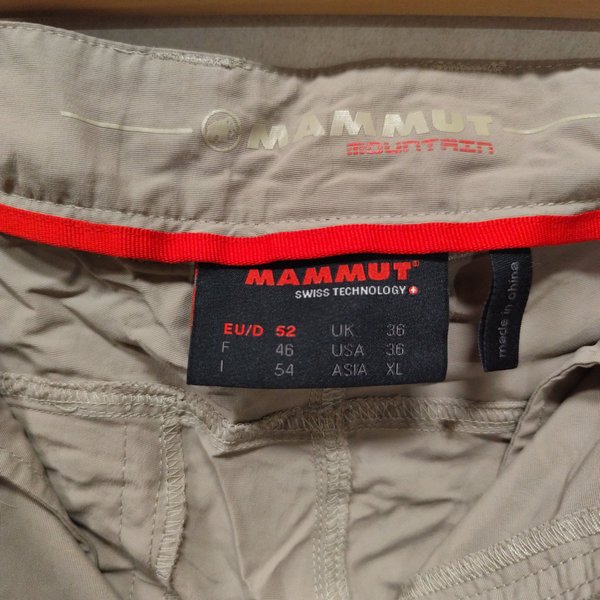 MAMMUT
MOUNTAIN
MAMMUT
SWISS TECHNOLOGY
EU/D 52 UK 36
F 46 USA 36
I 54 ASIA XL
made in china